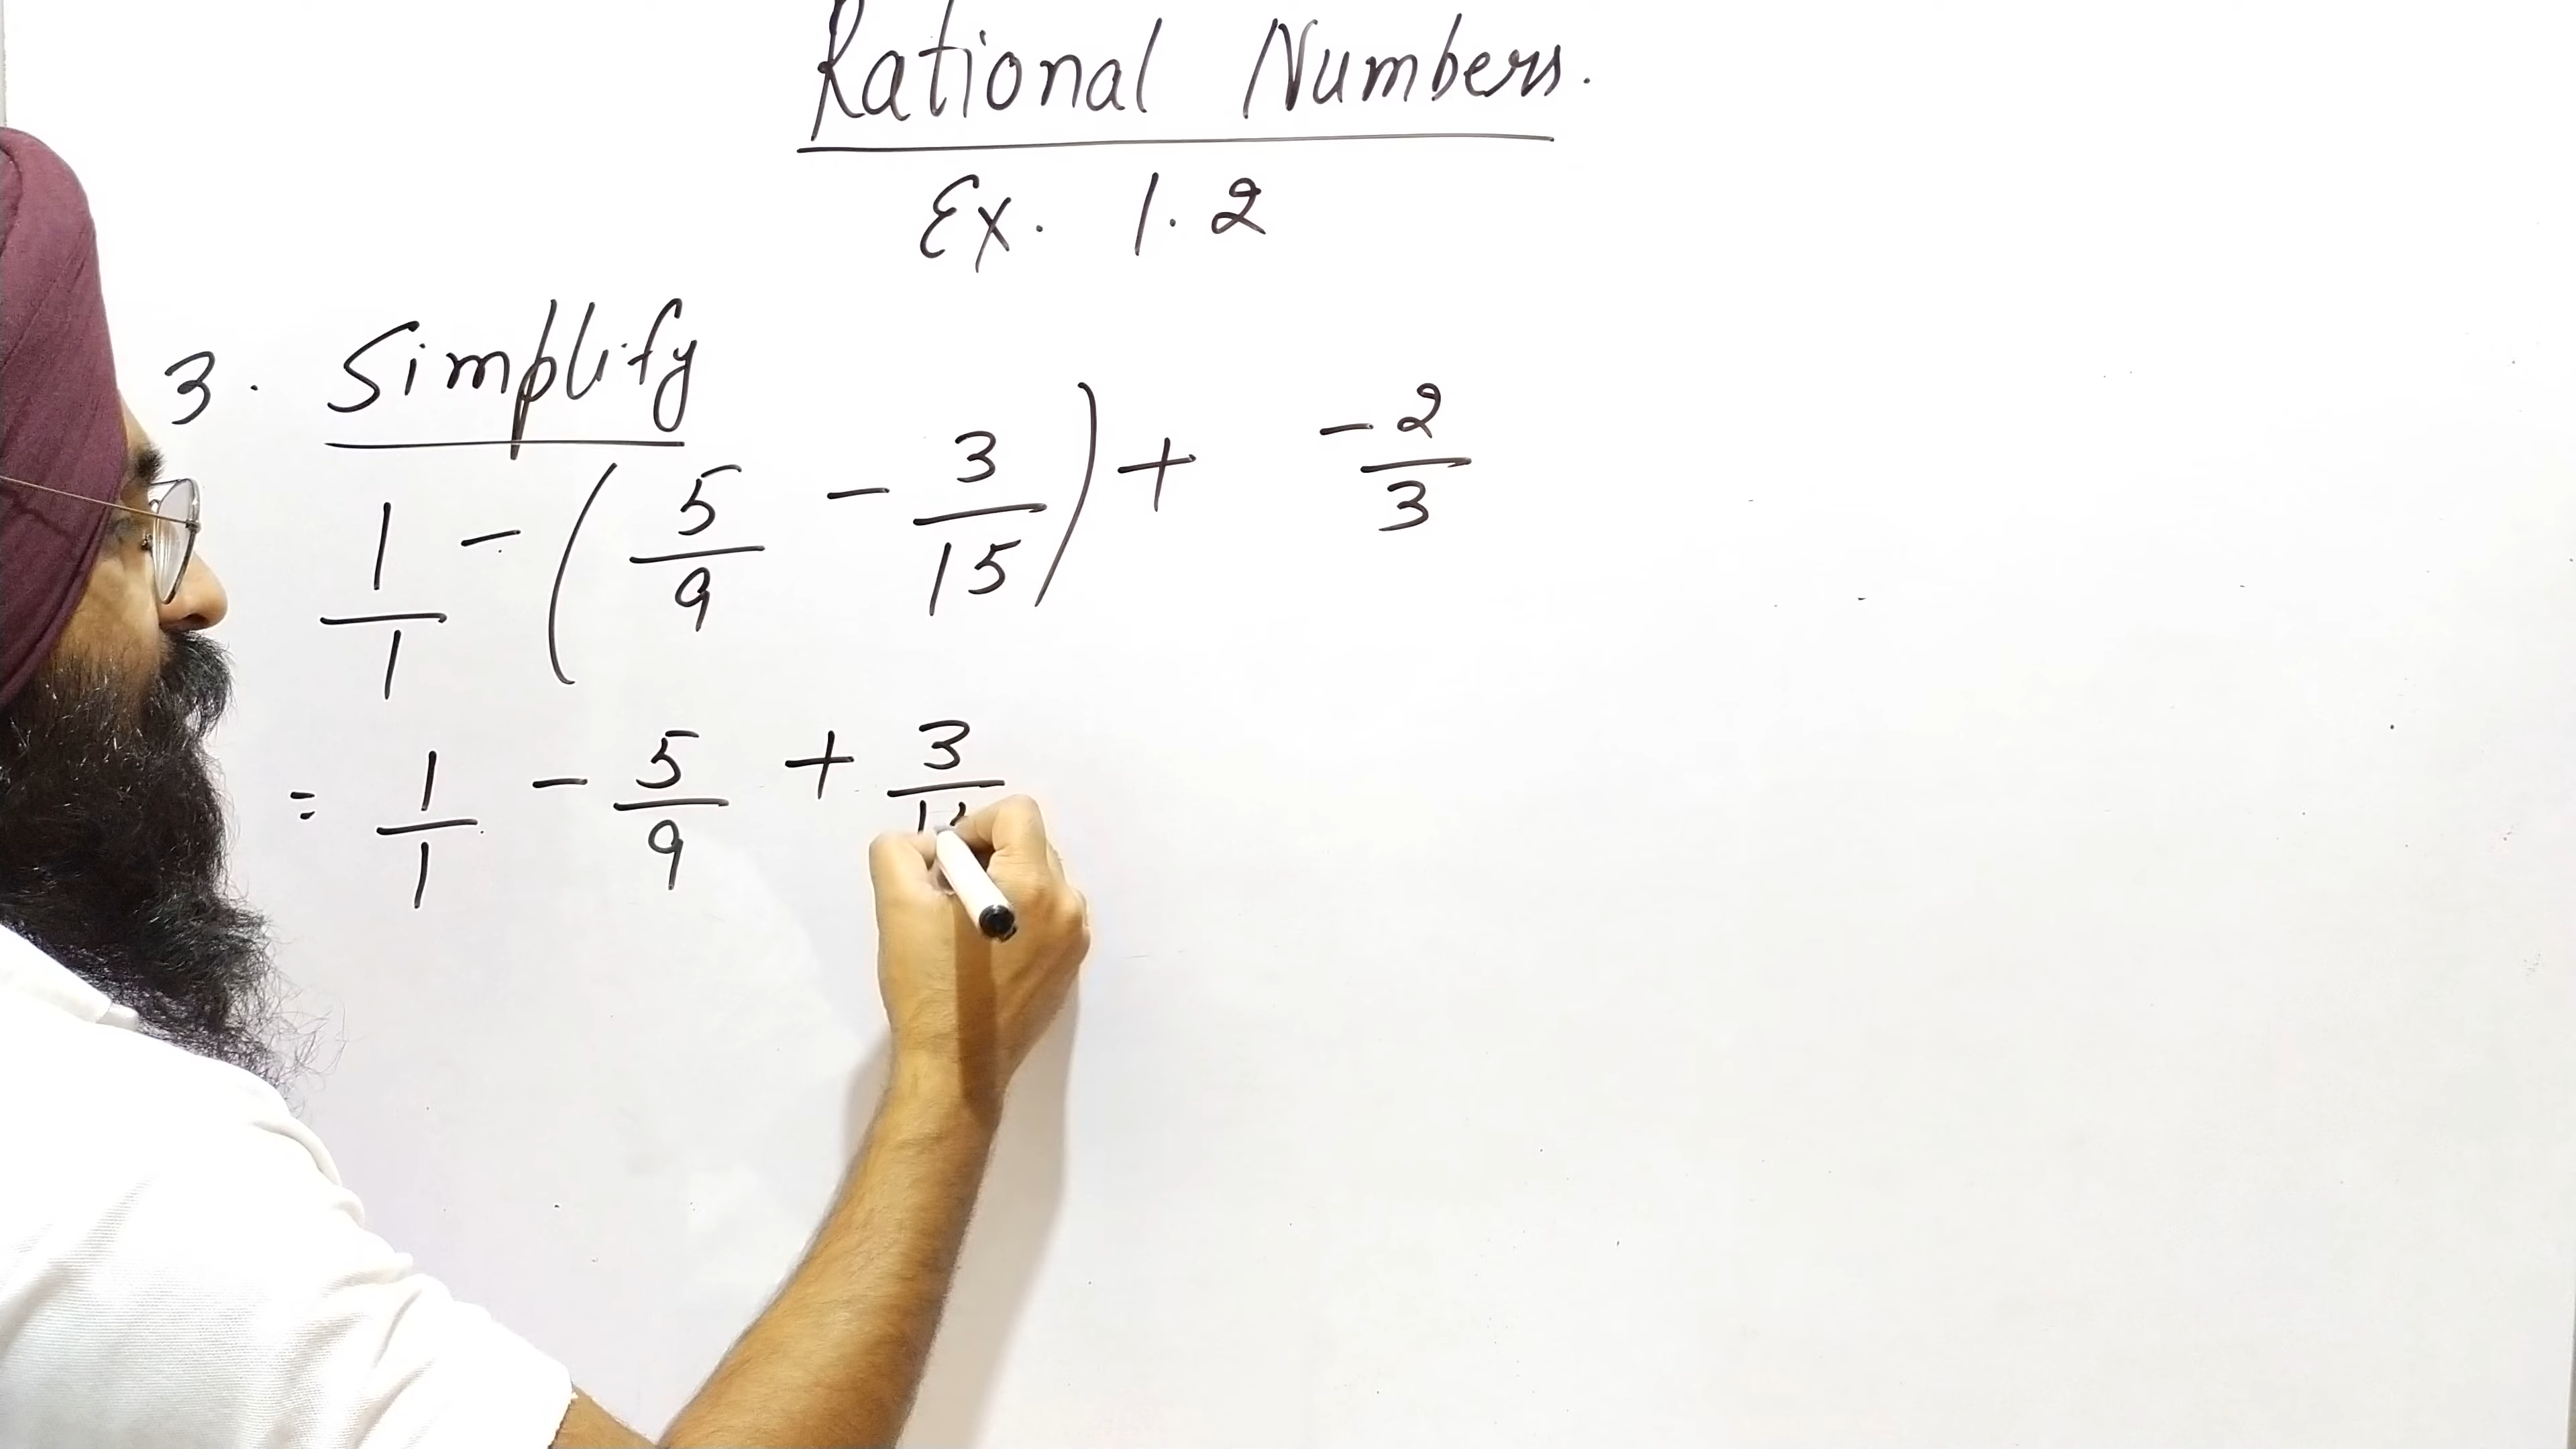 Rational Numbers.
Ex. 1.2
3. Simplify
1/1 - ( 5/9 - 3/15 ) + -2/3
= 1/1 - 5/9 + 3/